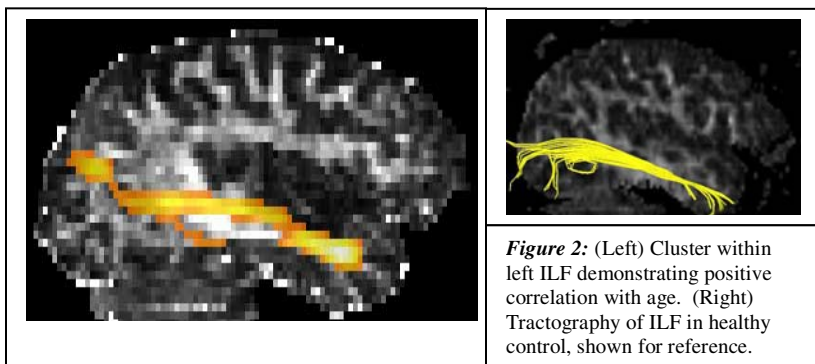 Figure 2: (Left) Cluster within
left ILF demonstrating positive
correlation with age. (Right)
Tractography of ILF in healthy
control, shown for reference.